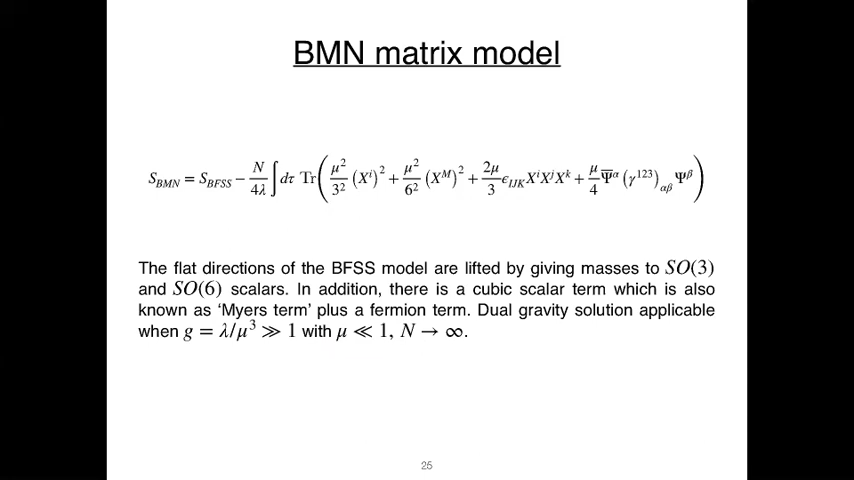 BMN matrix model
S_{BMN} = S_{BFSS} − \frac{N}{4λ} ∫ dτ Tr( \frac{μ^2}{3^2} (X^i)^2 + \frac{μ^2}{6^2} (X^M)^2 + \frac{2μ}{3} ϵ_{IJK} X^i X^j X^k + \frac{μ}{4} \overline{Ψ}^α (γ^{123})_{αβ} Ψ^β )
The flat directions of the BFSS model are lifted by giving masses to SO(3)
and SO(6) scalars. In addition, there is a cubic scalar term which is also
known as ‘Myers term’ plus a fermion term. Dual gravity solution applicable
when g = λ/μ^3 ≫ 1 with μ ≪ 1, N → ∞.
25